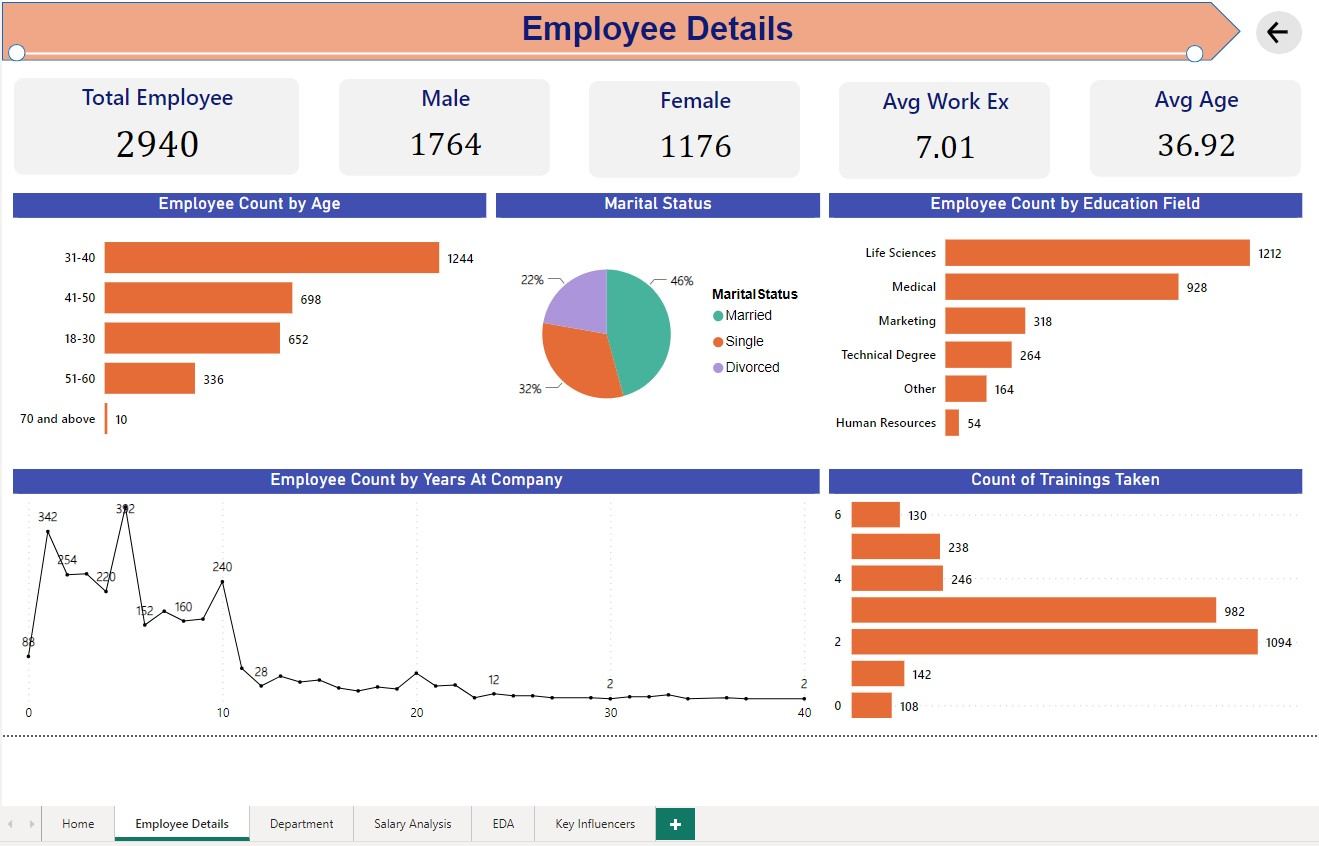 Employee Details
Total Employee
2940
Male
1764
Female
1176
Avg Work Ex
7.01
Avg Age
36.92
Employee Count by Age
31-40
1244
41-50
698
18-30
652
51-60
336
70 and above
10
Marital Status
22%
46%
32%
MaritalStatus
Married
Single
Divorced
Employee Count by Education Field
Life Sciences
1212
Medical
928
Marketing
318
Technical Degree
264
Other
164
Human Resources
54
Employee Count by Years At Company
88
342
254
220
392
152
160
240
28
12
2
2
0
10
20
30
40
Count of Trainings Taken
6
130
238
4
246
982
2
1094
142
0
108
Home
Employee Details
Department
Salary Analysis
EDA
Key Influencers
+